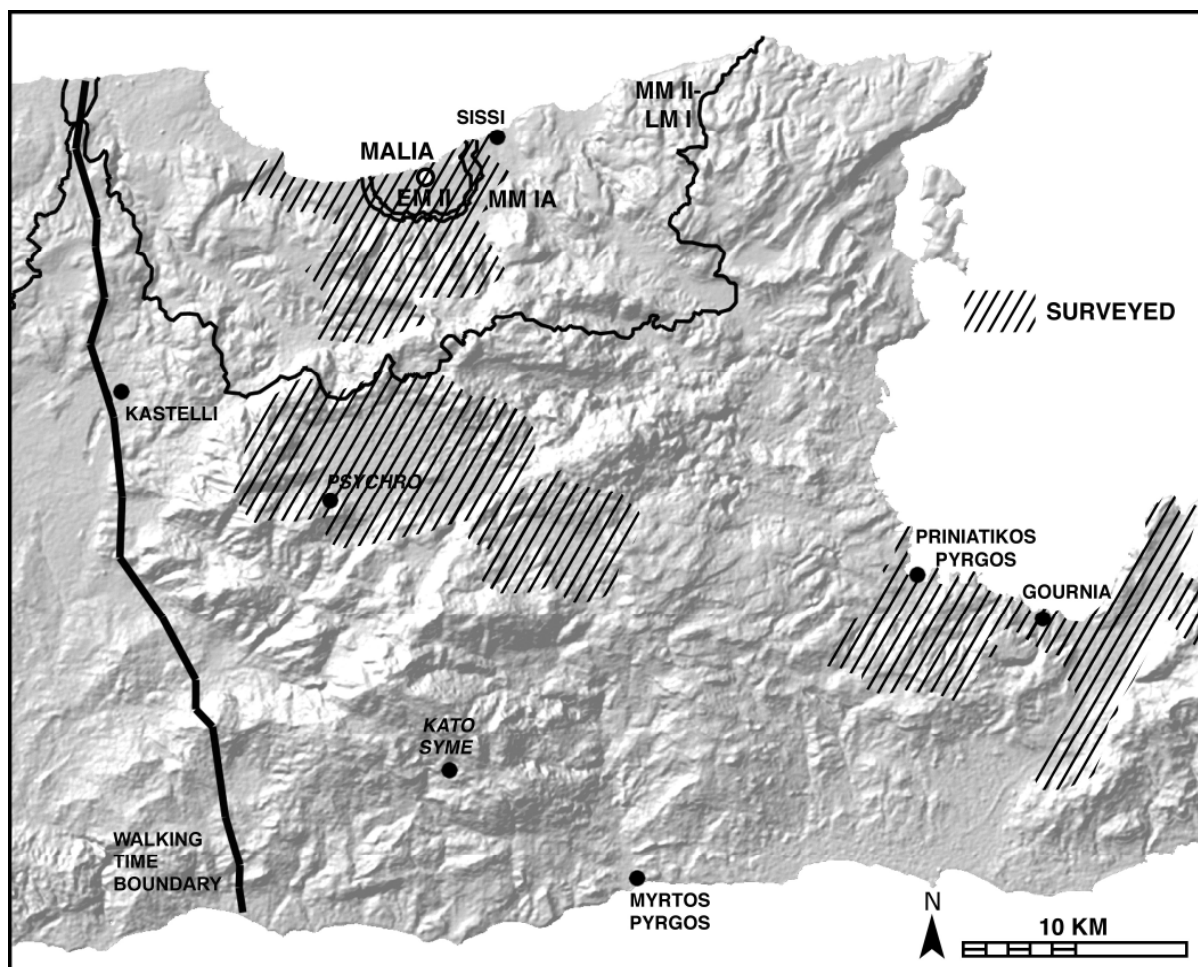 MM II-
LM I
SISSI
MALIA
EM II
MM IA
SURVEYED
KASTELLI
PSYCHRO
PRINIATIKOS
PYRGOS
GOURNIA
KATO
SYME
WALKING
TIME
BOUNDARY
MYRTOS
PYRGOS
N
10 KM